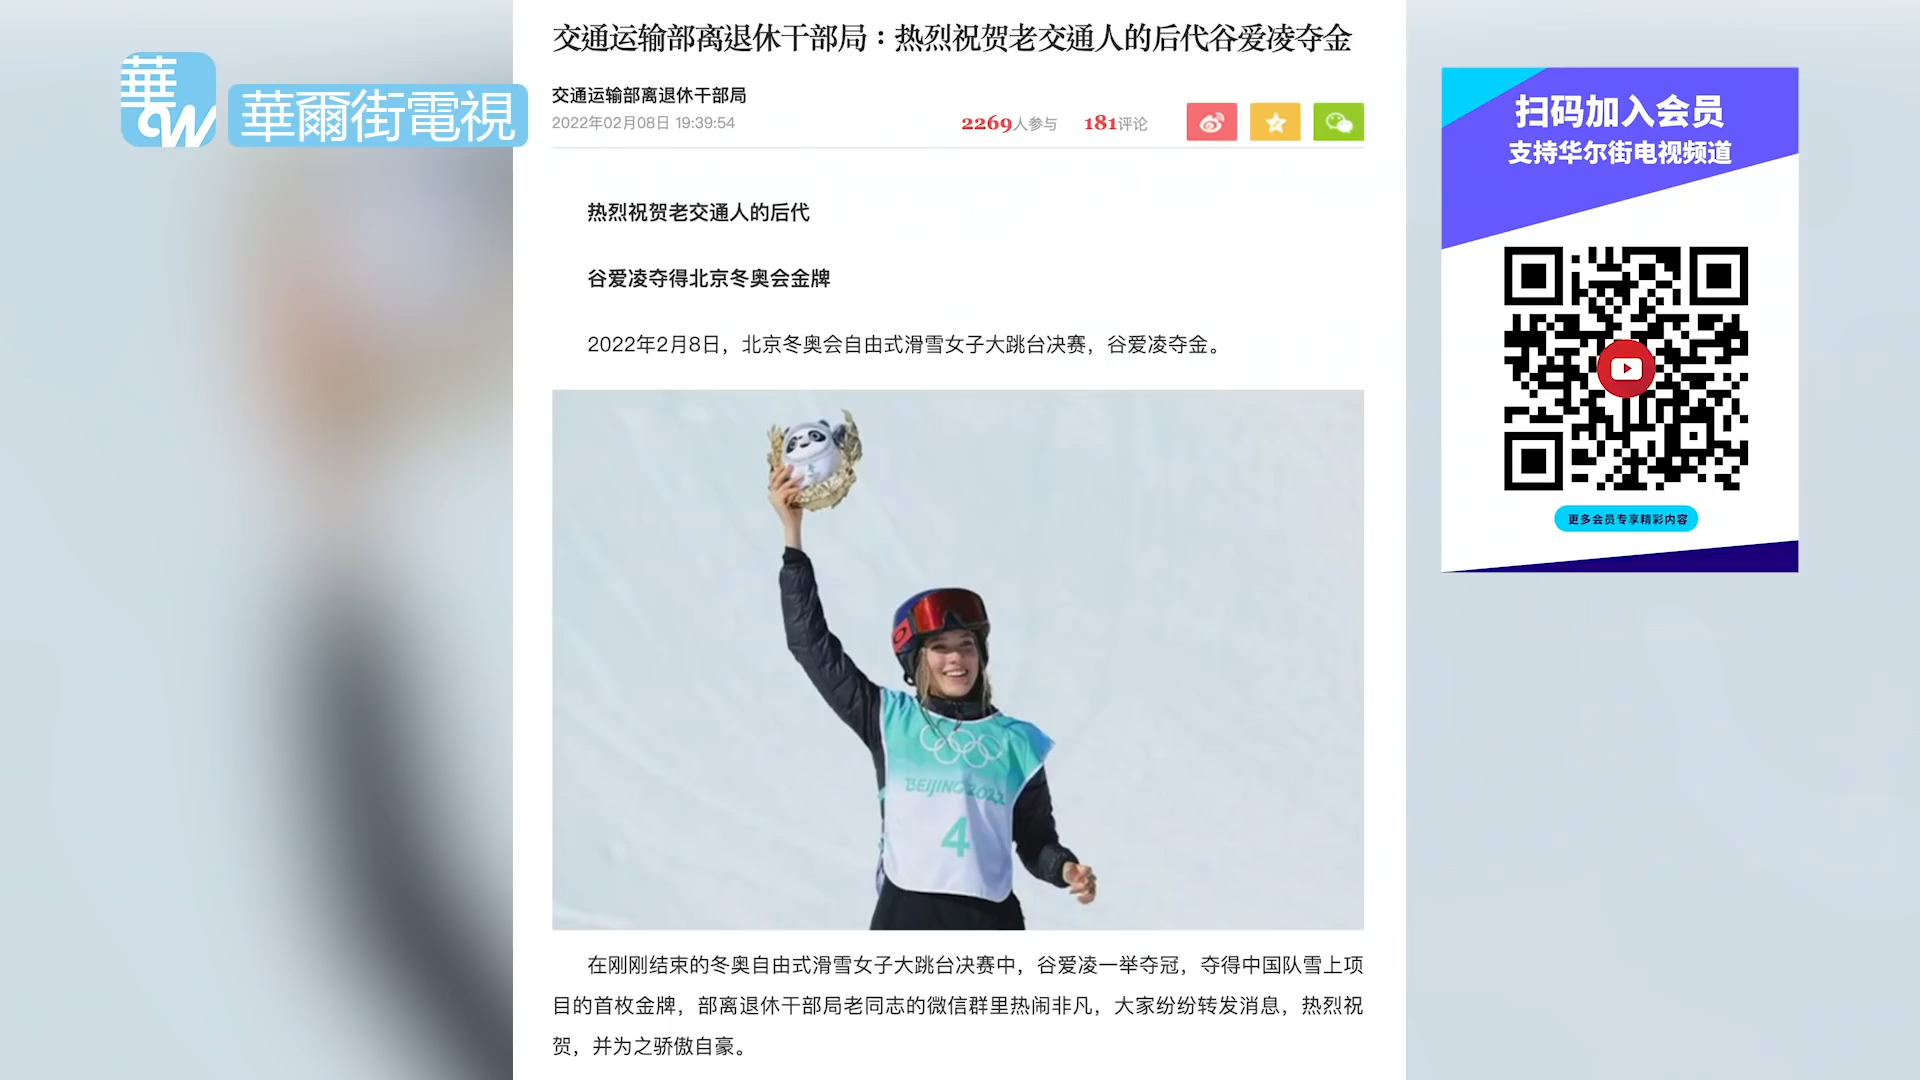 華
cw
華爾街電視
交通运输部离退休干部局：热烈祝贺老交通人的后代谷爱凌夺金
交通运输部离退休干部局
2022年02月08日 19:39:54
2269人参与 181评论
热烈祝贺老交通人的后代
谷爱凌夺得北京冬奥会金牌
2022年2月8日，北京冬奥会自由式滑雪女子大跳台决赛，谷爱凌夺金。
BEIJING 2022
4
在刚刚结束的冬奥自由式滑雪女子大跳台决赛中，谷爱凌一举夺冠，夺得中国队雪上项
目的首枚金牌，部离退休干部局老同志的微信群里热闹非凡，大家纷纷转发消息，热烈祝
贺，并为之骄傲自豪。
扫码加入会员
支持华尔街电视频道
更多会员专享精彩内容